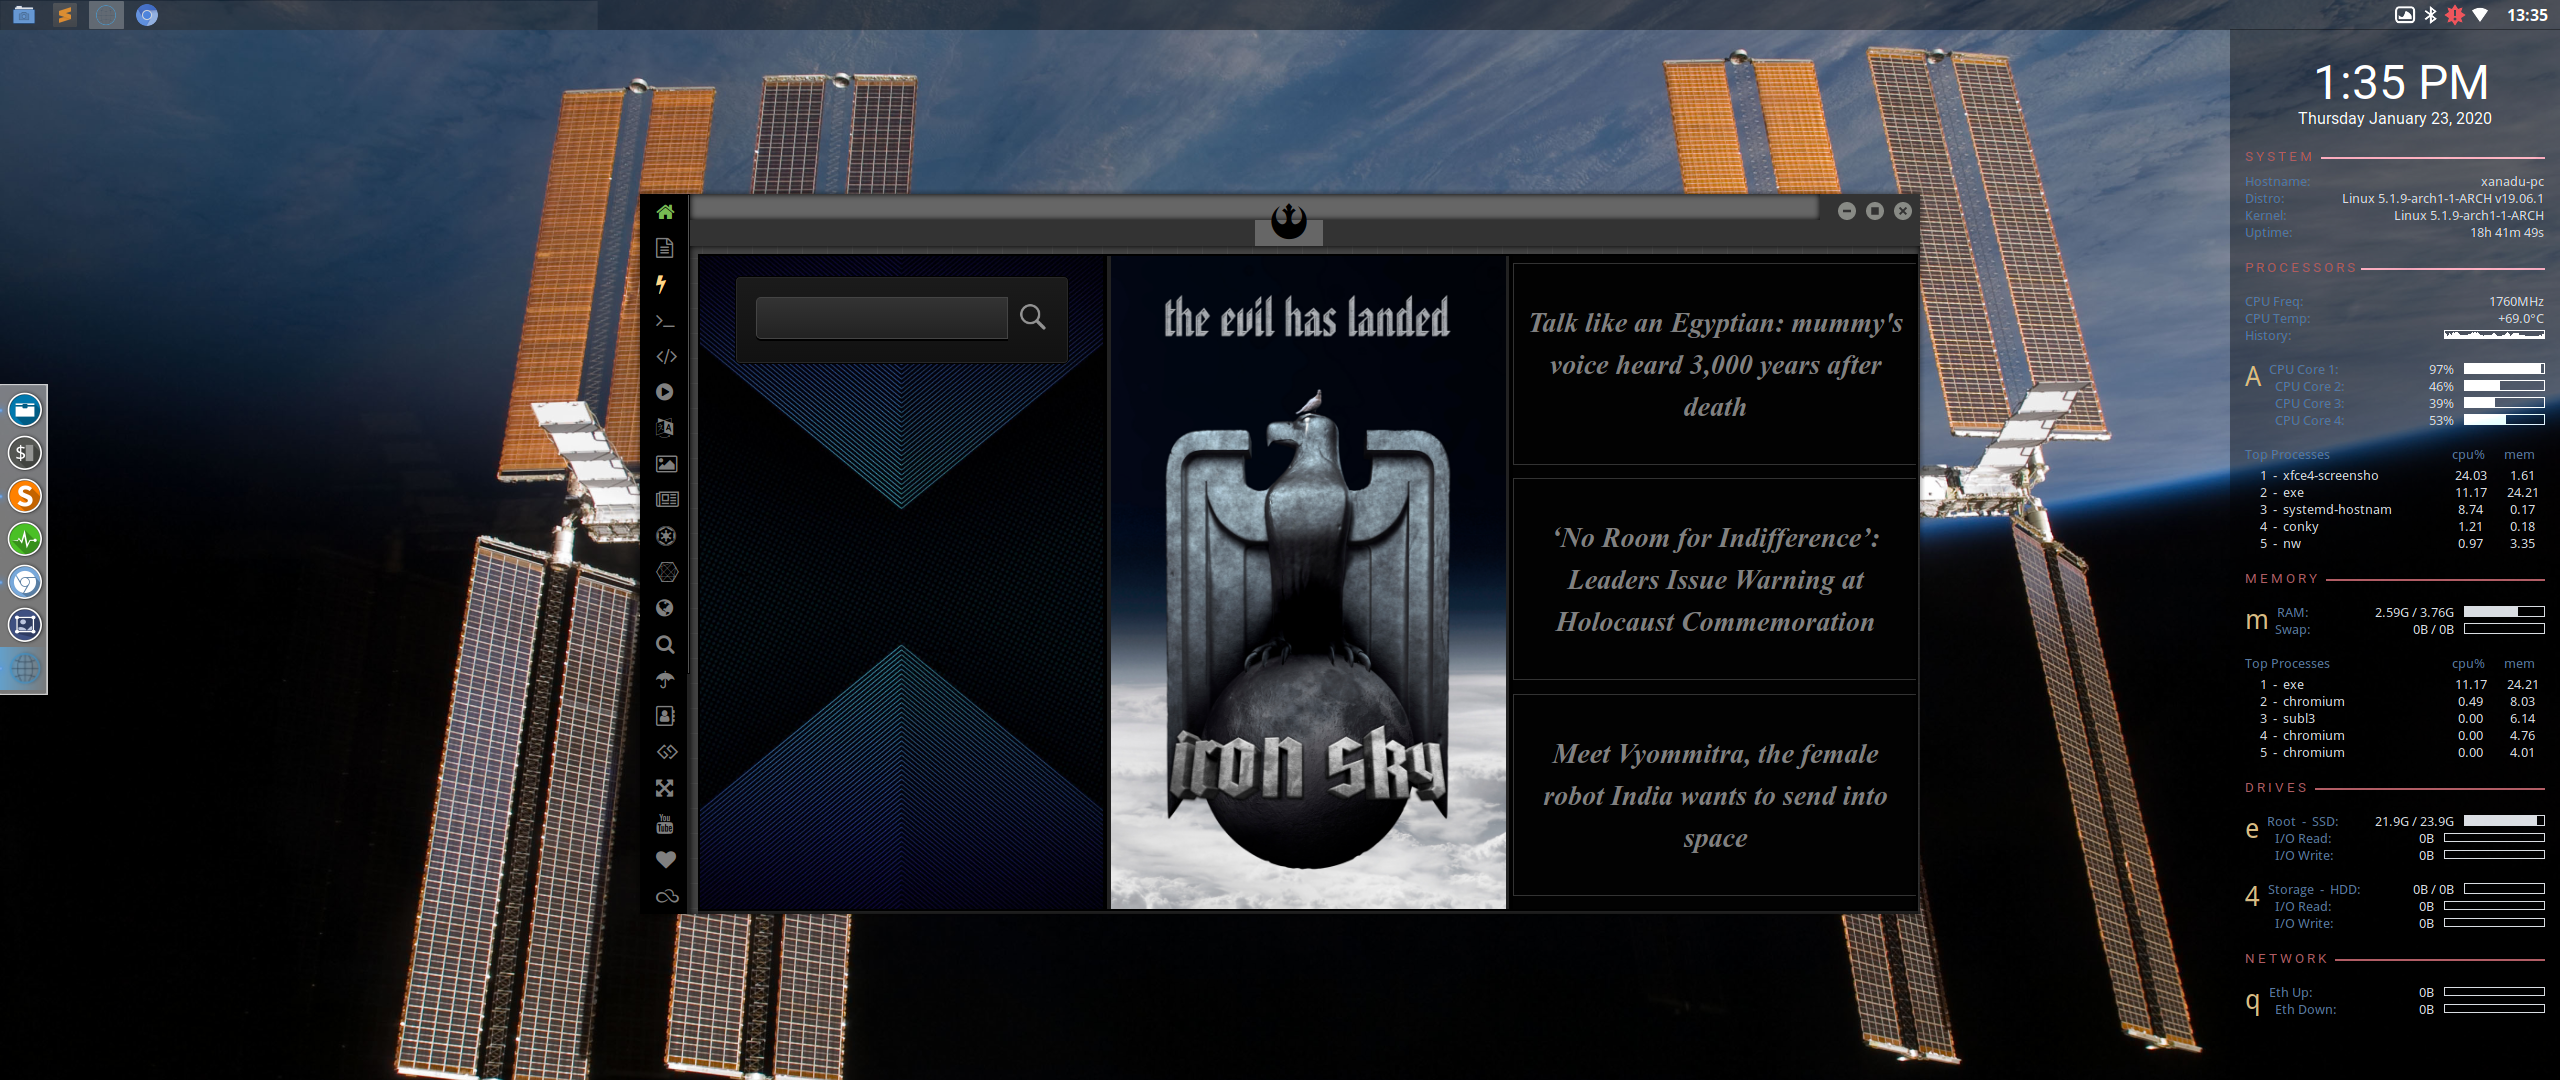 13:35
1:35 PM
Thursday January 23, 2020
SYSTEM
Hostname: xanadu-pc
Distro: Linux 5.1.9-arch1-1-ARCH v19.06.1
Kernel: Linux 5.1.9-arch1-1-ARCH
Uptime: 18h 41m 49s
PROCESSORS
CPU Freq: 1760MHz
CPU Temp: +69.0°C
History:
A CPU Core 1: 97%
CPU Core 2: 46%
CPU Core 3: 39%
CPU Core 4: 53%
Top Processes cpu% mem
1 - xfce4-screensho 24.03 1.61
2 - exe 11.17 24.21
3 - systemd-hostnam 8.74 0.17
4 - conky 1.21 0.18
5 - nw 0.97 3.35
MEMORY
m RAM: 2.59G / 3.76G
Swap: 0B / 0B
Top Processes cpu% mem
1 - exe 11.17 24.21
2 - chromium 0.49 8.03
3 - subl3 0.00 6.14
4 - chromium 0.00 4.76
5 - chromium 0.00 4.01
DRIVES
e Root - SSD: 21.9G / 23.9G
I/O Read: 0B
I/O Write: 0B
4 Storage - HDD: 0B / 0B
I/O Read: 0B
I/O Write: 0B
NETWORK
q Eth Up: 0B
Eth Down: 0B
the evil has landed
iron sky
Talk like an Egyptian: mummy's
voice heard 3,000 years after
death
‘No Room for Indifference’:
Leaders Issue Warning at
Holocaust Commemoration
Meet Vyommitra, the female
robot India wants to send into
space
You
Tube